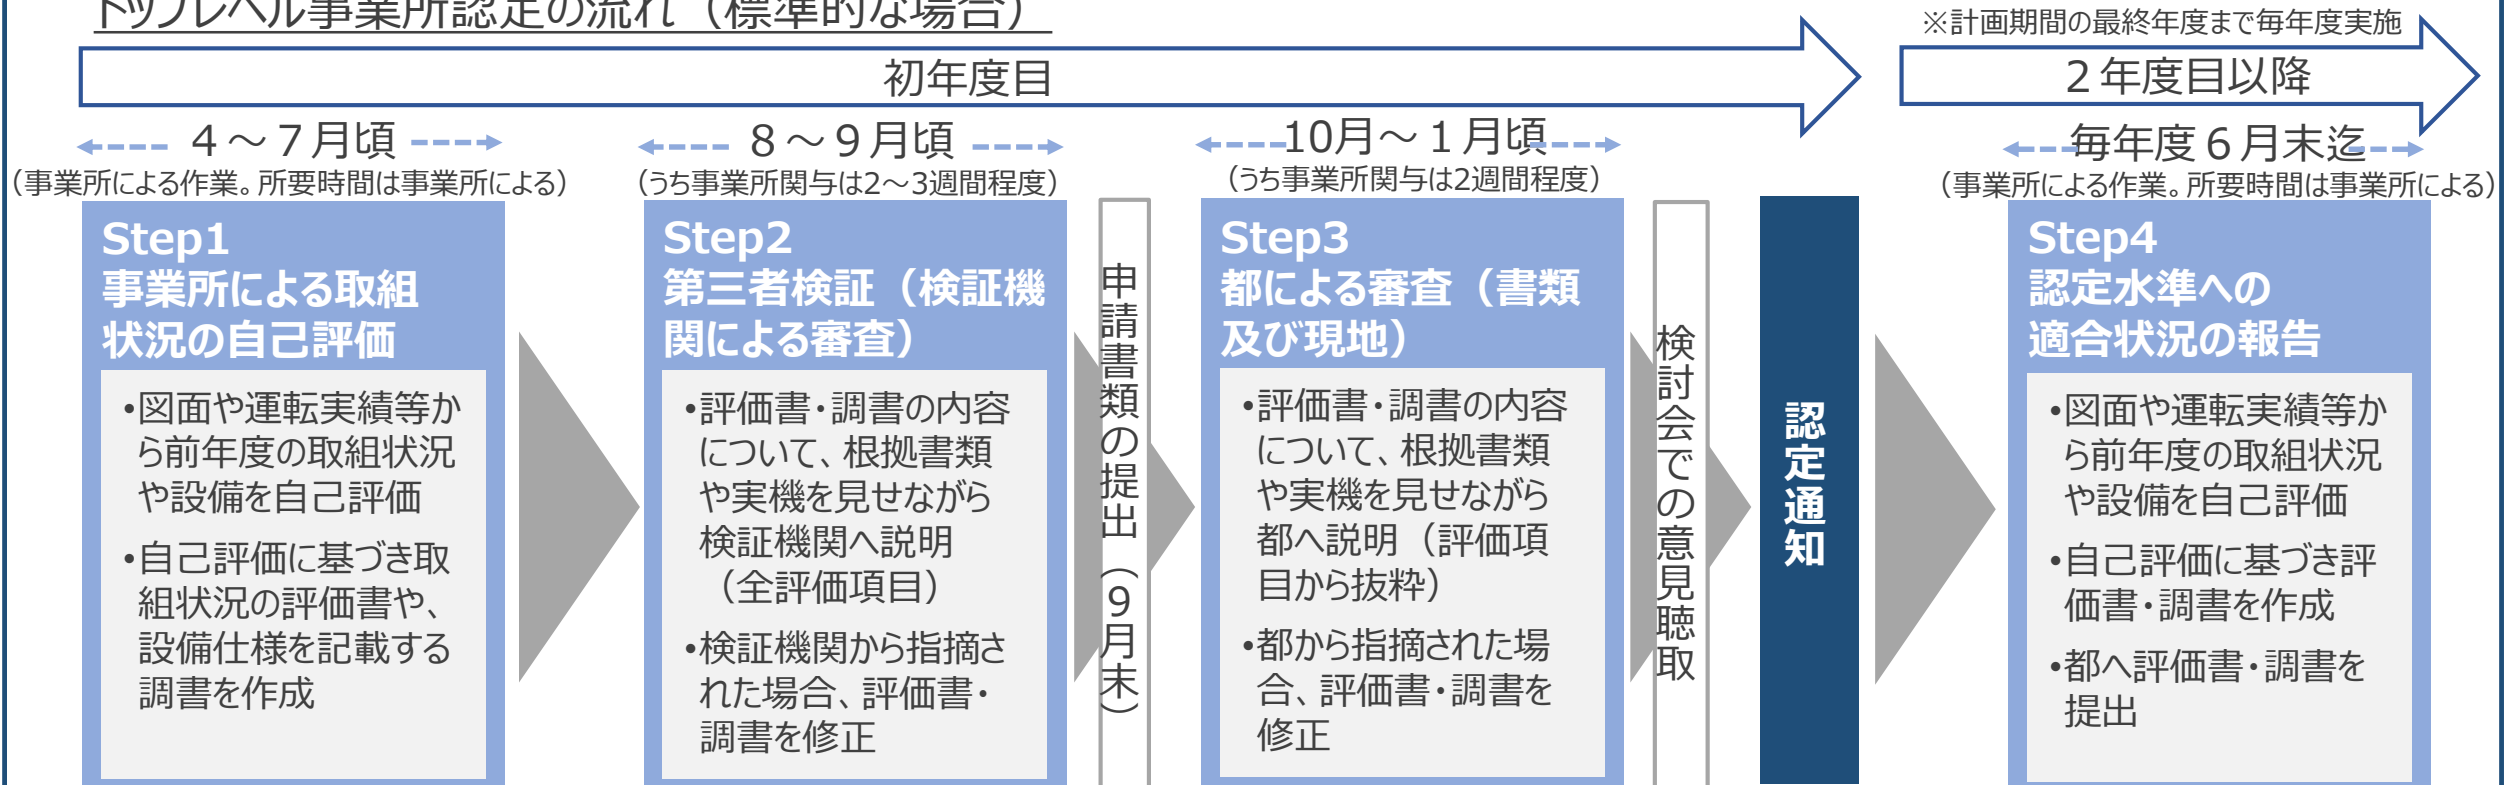 トップレベル事業所認定の流れ（標準的な場合）
※計画期間の最終年度まで毎年度実施
初年度目
２年度目以降
４～７月頃
（事業所による作業。所要時間は事業所による）
８～９月頃
（うち事業所関与は2～3週間程度）
10月～１月頃
（うち事業所関与は2週間程度）
毎年度６月末迄
（事業所による作業。所要時間は事業所による）
Step1
事業所による取組
状況の自己評価
•図面や運転実績等か
ら前年度の取組状況
や設備を自己評価
•自己評価に基づき取
組状況の評価書や、
設備仕様を記載する
調書を作成
Step2
第三者検証（検証機
関による審査）
•評価書・調書の内容
について、根拠書類
や実機を見せながら
検証機関へ説明
（全評価項目）
•検証機関から指摘さ
れた場合、評価書・
調書を修正
申請書類の提出（９月末）
Step3
都による審査（書類
及び現地）
•評価書・調書の内容
について、根拠書類
や実機を見せながら
都へ説明（評価項
目から抜粋）
•都から指摘された場
合、評価書・調書を
修正
検討会での意見聴取
認定通知
Step4
認定水準への
適合状況の報告
•図面や運転実績等か
ら前年度の取組状況
や設備を自己評価
•自己評価に基づき評
価書・調書を作成
•都へ評価書・調書を
提出